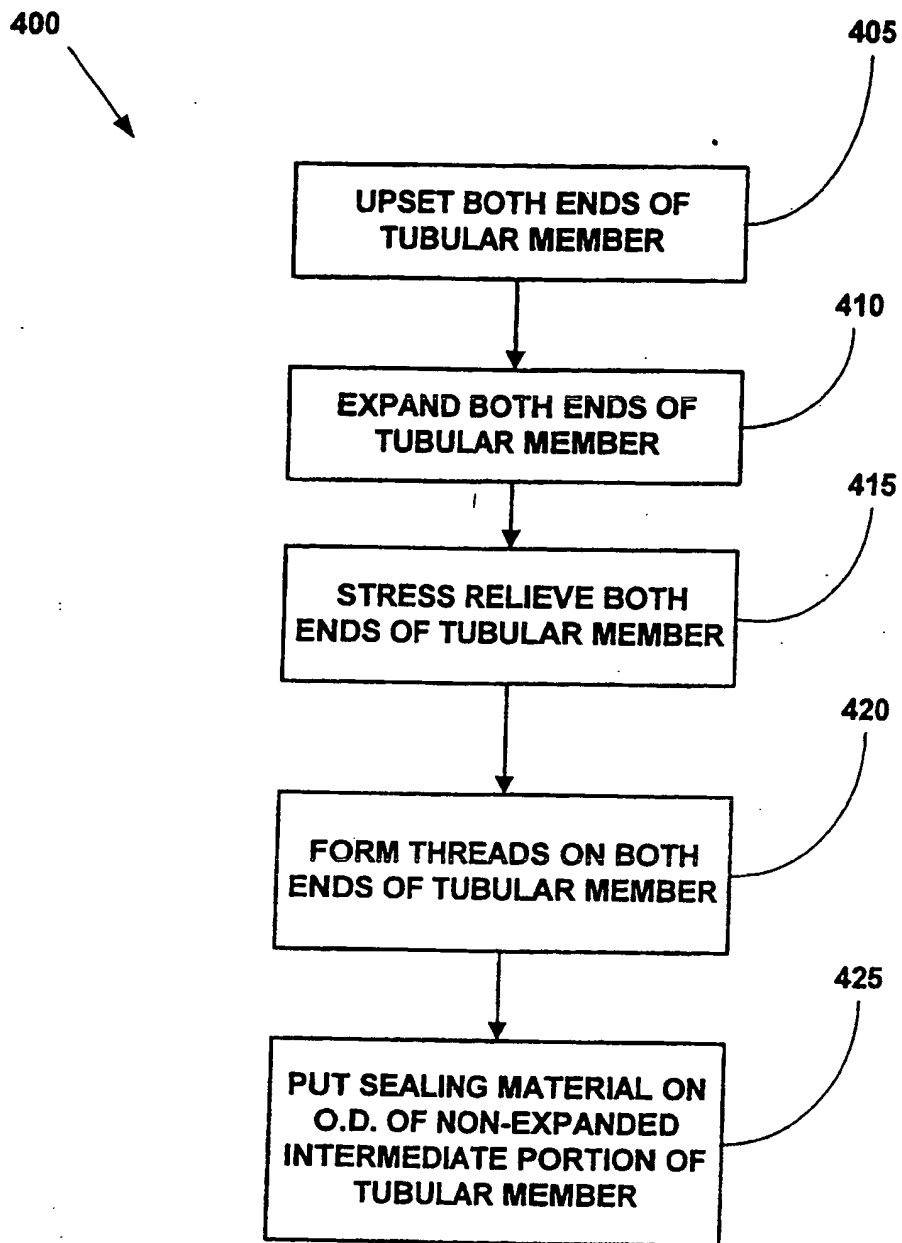 400
405
UPSET BOTH ENDS OF
TUBULAR MEMBER
410
EXPAND BOTH ENDS OF
TUBULAR MEMBER
415
STRESS RELIEVE BOTH
ENDS OF TUBULAR MEMBER
420
FORM THREADS ON BOTH
ENDS OF TUBULAR MEMBER
425
PUT SEALING MATERIAL ON
O.D. OF NON-EXPANDED
INTERMEDIATE PORTION OF
TUBULAR MEMBER